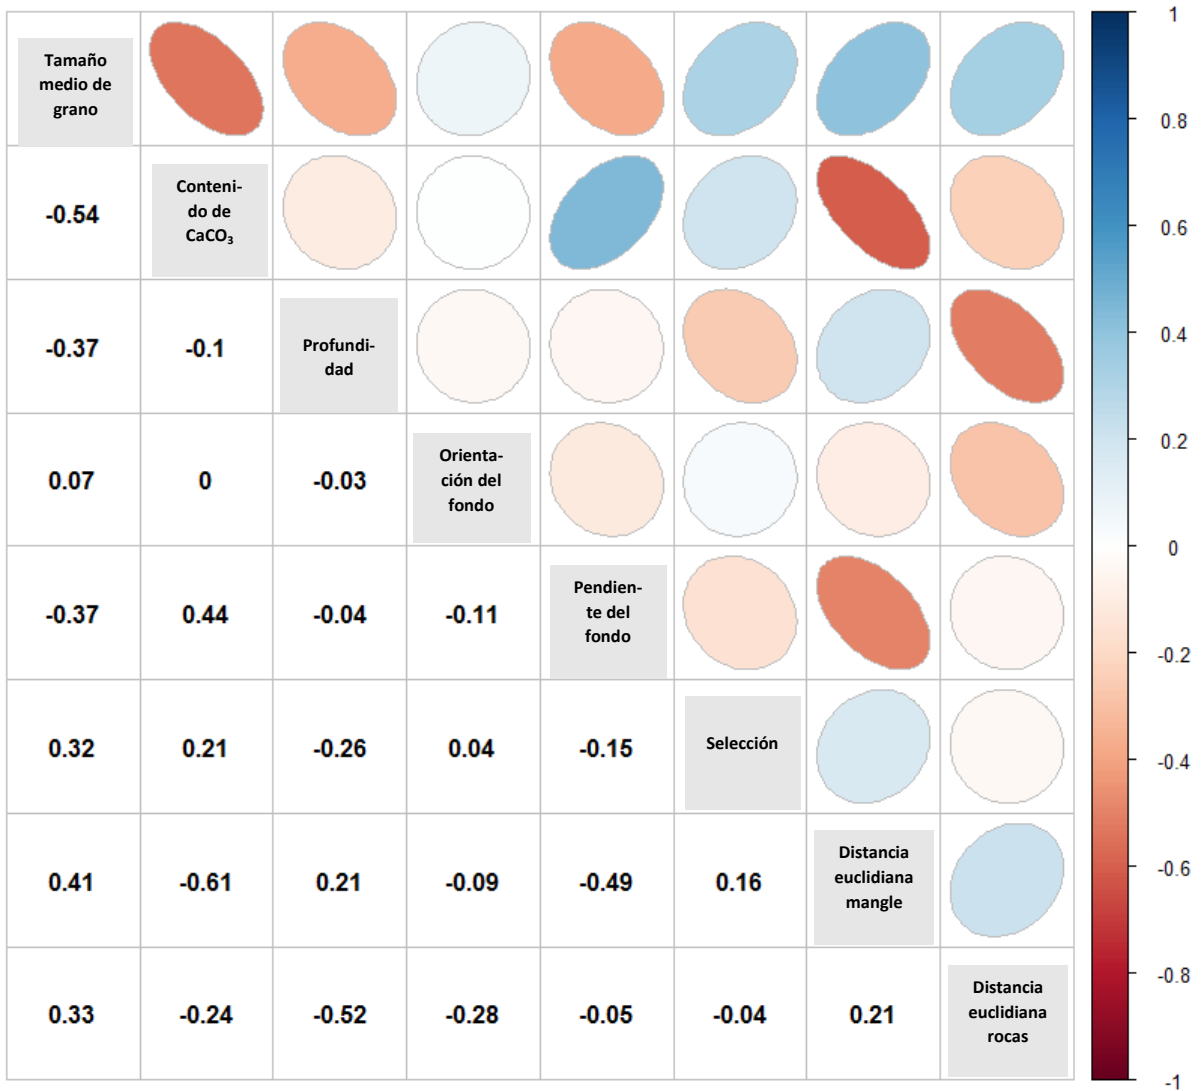 Tamaño
medio de
grano
-0.54
Conteni-
do de
CaCO₃
-0.37
-0.1
Profundi-
dad
0.07
0
-0.03
Orienta-
ción del
fondo
-0.37
0.44
-0.04
-0.11
Pendien-
te del
fondo
0.32
0.21
-0.26
0.04
-0.15
Selección
0.41
-0.61
0.21
-0.09
-0.49
0.16
Distancia
euclidiana
mangle
0.33
-0.24
-0.52
-0.28
-0.05
-0.04
0.21
Distancia
euclidiana
rocas
1
0.8
0.6
0.4
0.2
0
-0.2
-0.4
-0.6
-0.8
-1